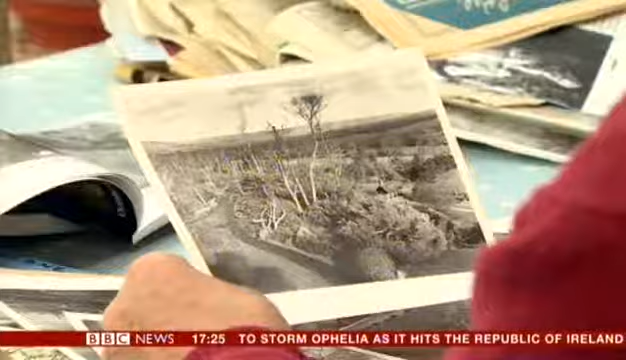 BBC NEWS 17:25 TO STORM OPHELIA AS IT HITS THE REPUBLIC OF IRELAND